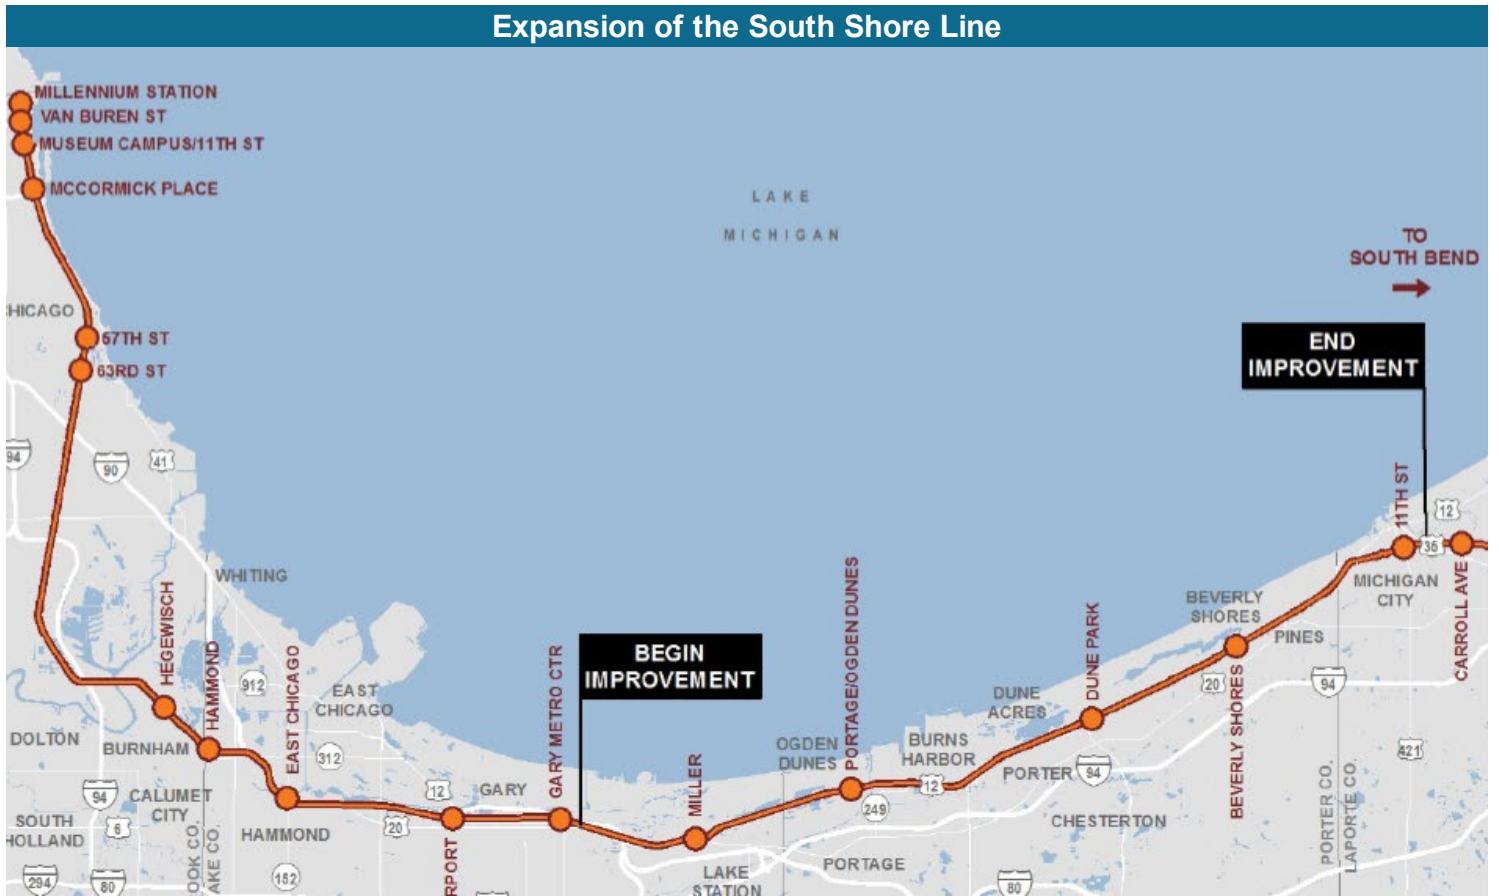 Expansion of the South Shore Line
MILLENNIUM STATION
VAN BUREN ST
MUSEUM CAMPUS/11TH ST
MCCORMICK PLACE
LAKE
MICHIGAN
TO
SOUTH BEND
HICAGO
57TH ST
63RD ST
END
IMPROVEMENT
94
90
41
11TH ST
12
35
CARROLL AVE
MICHIGAN
CITY
WHITING
HEGEWISCH
HAMMOND
EAST CHICAGO
912
EAST
CHICAGO
312
GARY METRO CTR
BEGIN
IMPROVEMENT
PORTAGE/OGDEN DUNES
DUNE PARK
BEVERLY
SHORES
PINES
20
94
BEVERLY SHORES
DUNE
ACRES
DOLTON
BURNHAM
OGDEN
DUNES
BURNS
HARBOR
12
PORTER
94
421
94
CALUMET
CITY
12
GARY
MILLER
249
SOUTH
HOLLAND
6
HAMMOND
20
CHESTERTON
PORTER CO.
LAPORTE CO.
OOK CO.
AKE CO.
294
80
152
RPORT
LAKE
STATION
PORTAGE
80